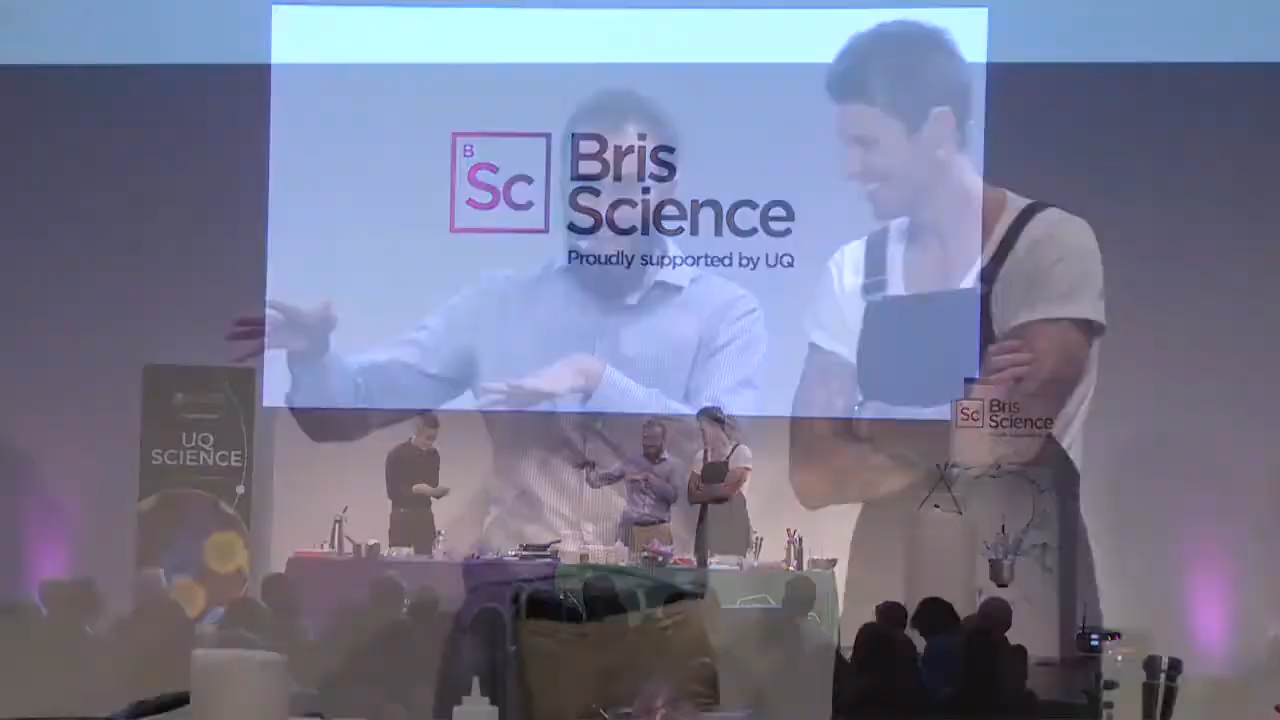 B
Sc
Bris
Science
Proudly supported by UQ
UQ
SCIENCE
Sc
Bris
Science